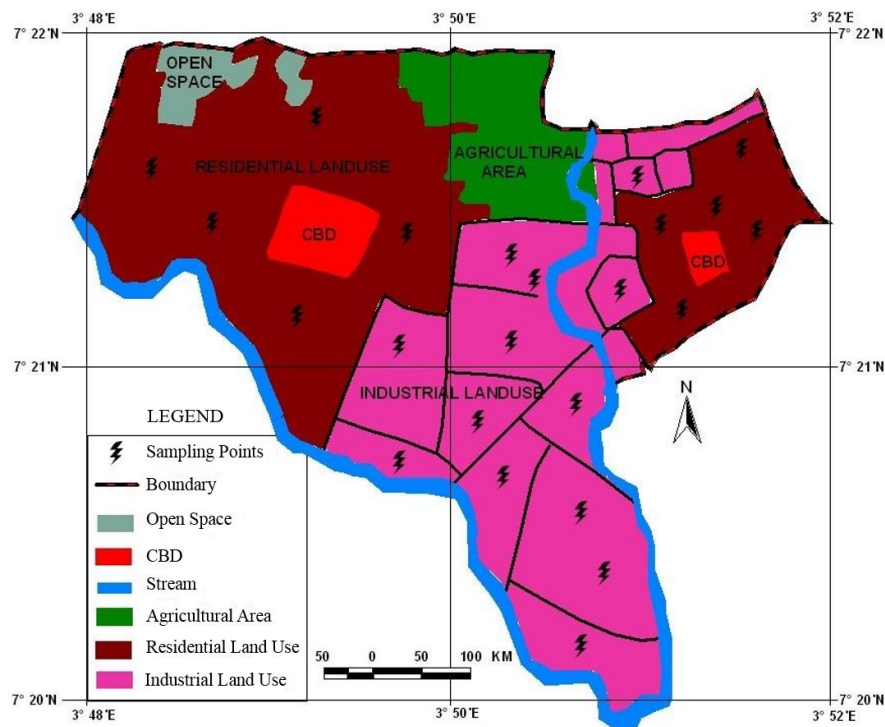 3° 48'E
3° 50'E
3° 52'E
7° 22'N
7° 22'N
OPEN
SPACE
RESIDENTIAL LANDUSE
AGRICULTURAL
AREA
CBD
CBD
7° 21'N
7° 21'N
INDUSTRIAL LANDUSE
N
LEGEND
Sampling Points
Boundary
Open Space
CBD
Stream
Agricultural Area
Residential Land Use
Industrial Land Use
50 0 50 100 KM
7° 20'N
7° 20'N
3° 48'E
3° 50'E
3° 52'E